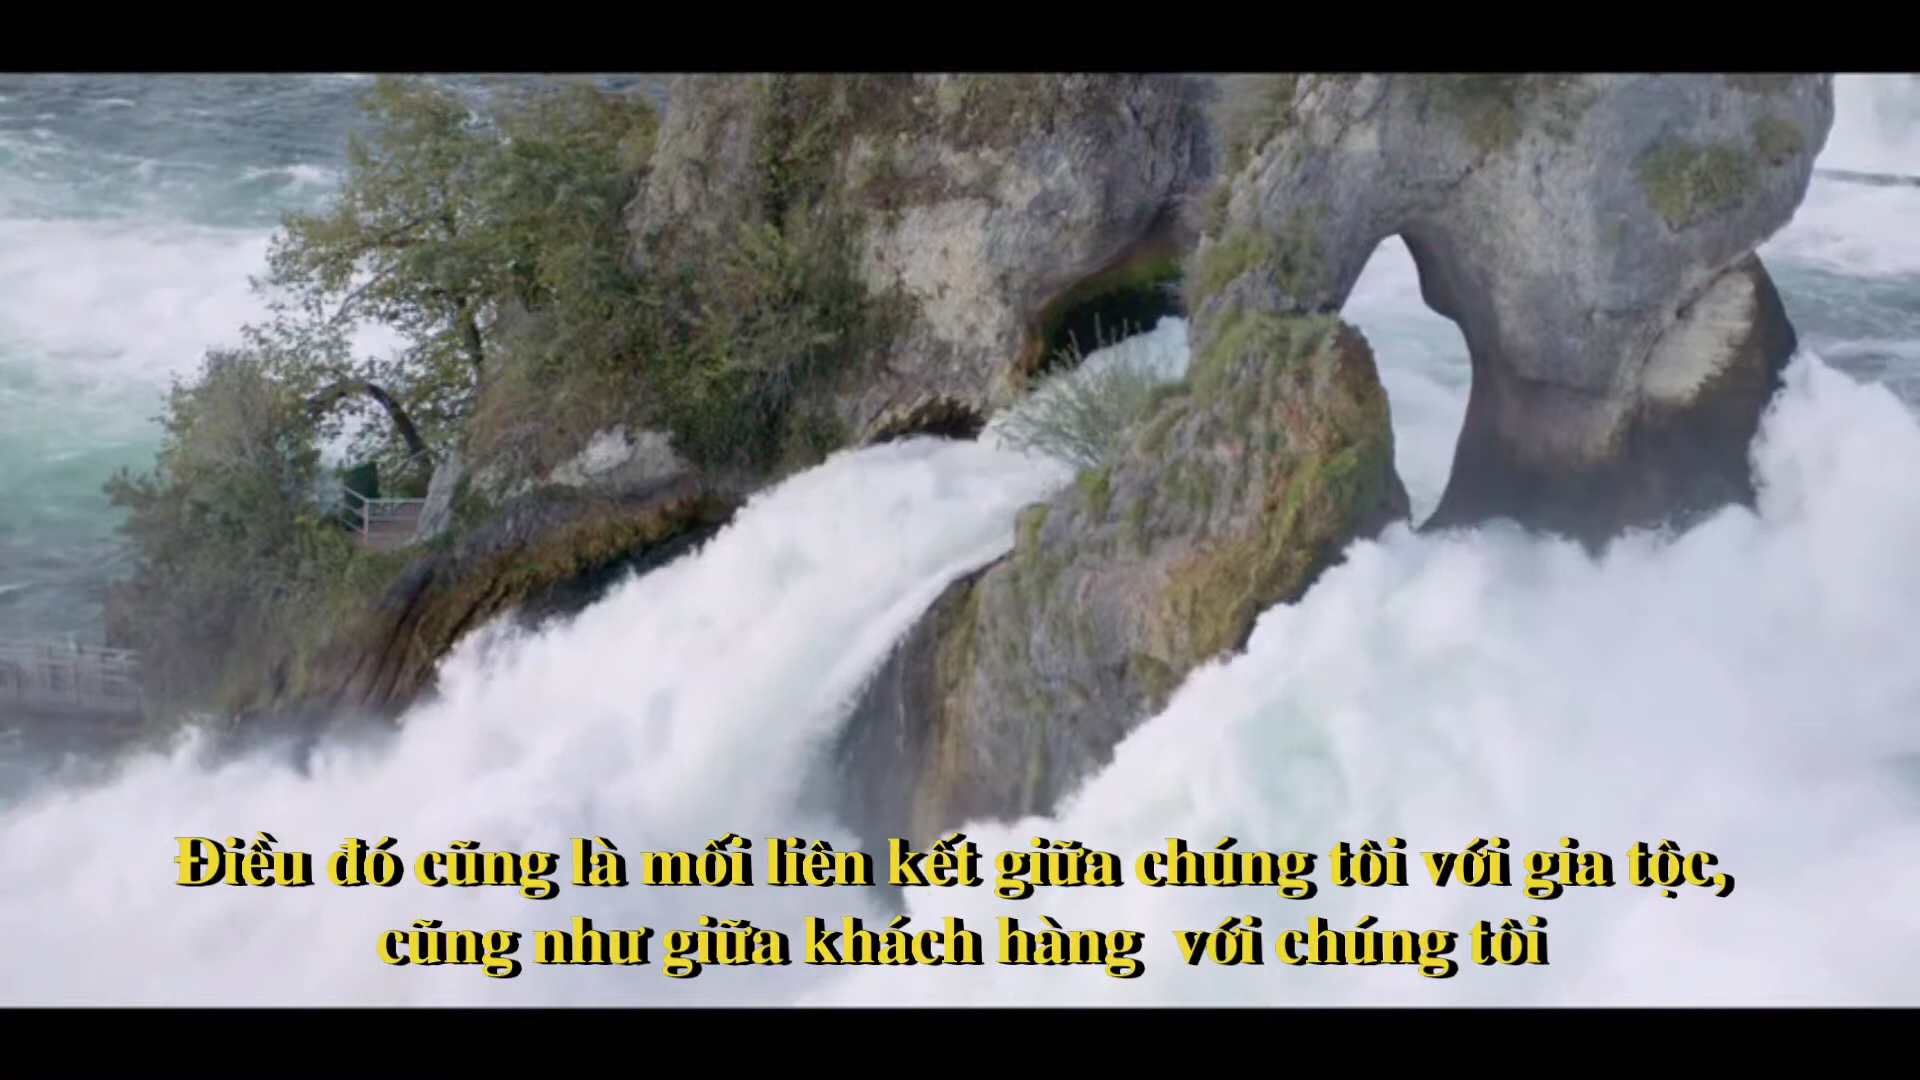 Điều đó cũng là mối liên kết giữa chúng tôi với gia tộc,
cũng như giữa khách hàng  với chúng tôi